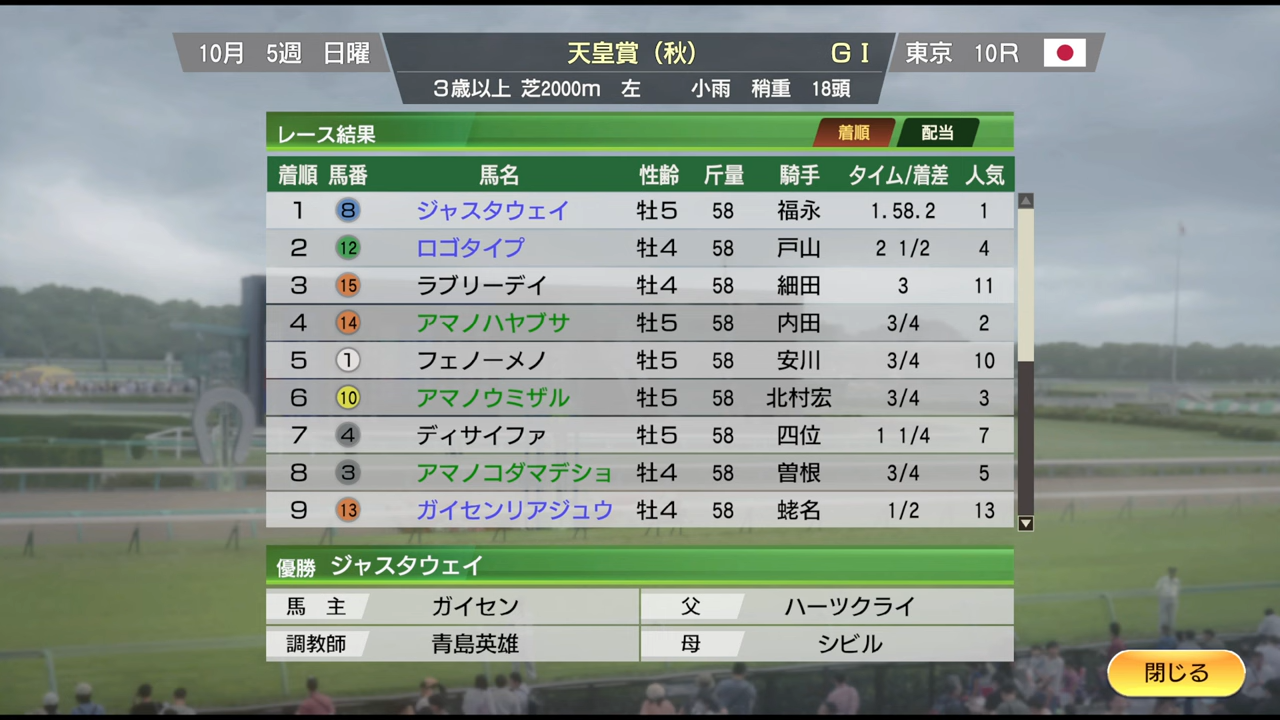 10月 5週 日曜 天皇賞（秋） GⅠ 東京 10R
3歳以上 芝2000m 左 小雨 稍重 18頭
レース結果 着順 配当
着順 馬番 馬名 性齢 斤量 騎手 タイム/着差 人気
1 8 ジャスタウェイ 牡5 58 福永 1.58.2 1
2 12 ロゴタイプ 牡4 58 戸山 2 1/2 4
3 15 ラブリーデイ 牡4 58 細田 3 11
4 14 アマノハヤブサ 牡5 58 内田 3/4 2
5 1 フェノーメノ 牡5 58 安川 3/4 10
6 10 アマノウミザル 牡5 58 北村宏 3/4 3
7 4 ディサイファ 牡5 58 四位 1 1/4 7
8 3 アマノコダマデショ 牡4 58 曽根 3/4 5
9 13 ガイセンリアジュウ 牡4 58 蛯名 1/2 13
優勝 ジャスタウェイ
馬主 ガイセン 父 ハーツクライ
調教師 青島英雄 母 シビル
閉じる